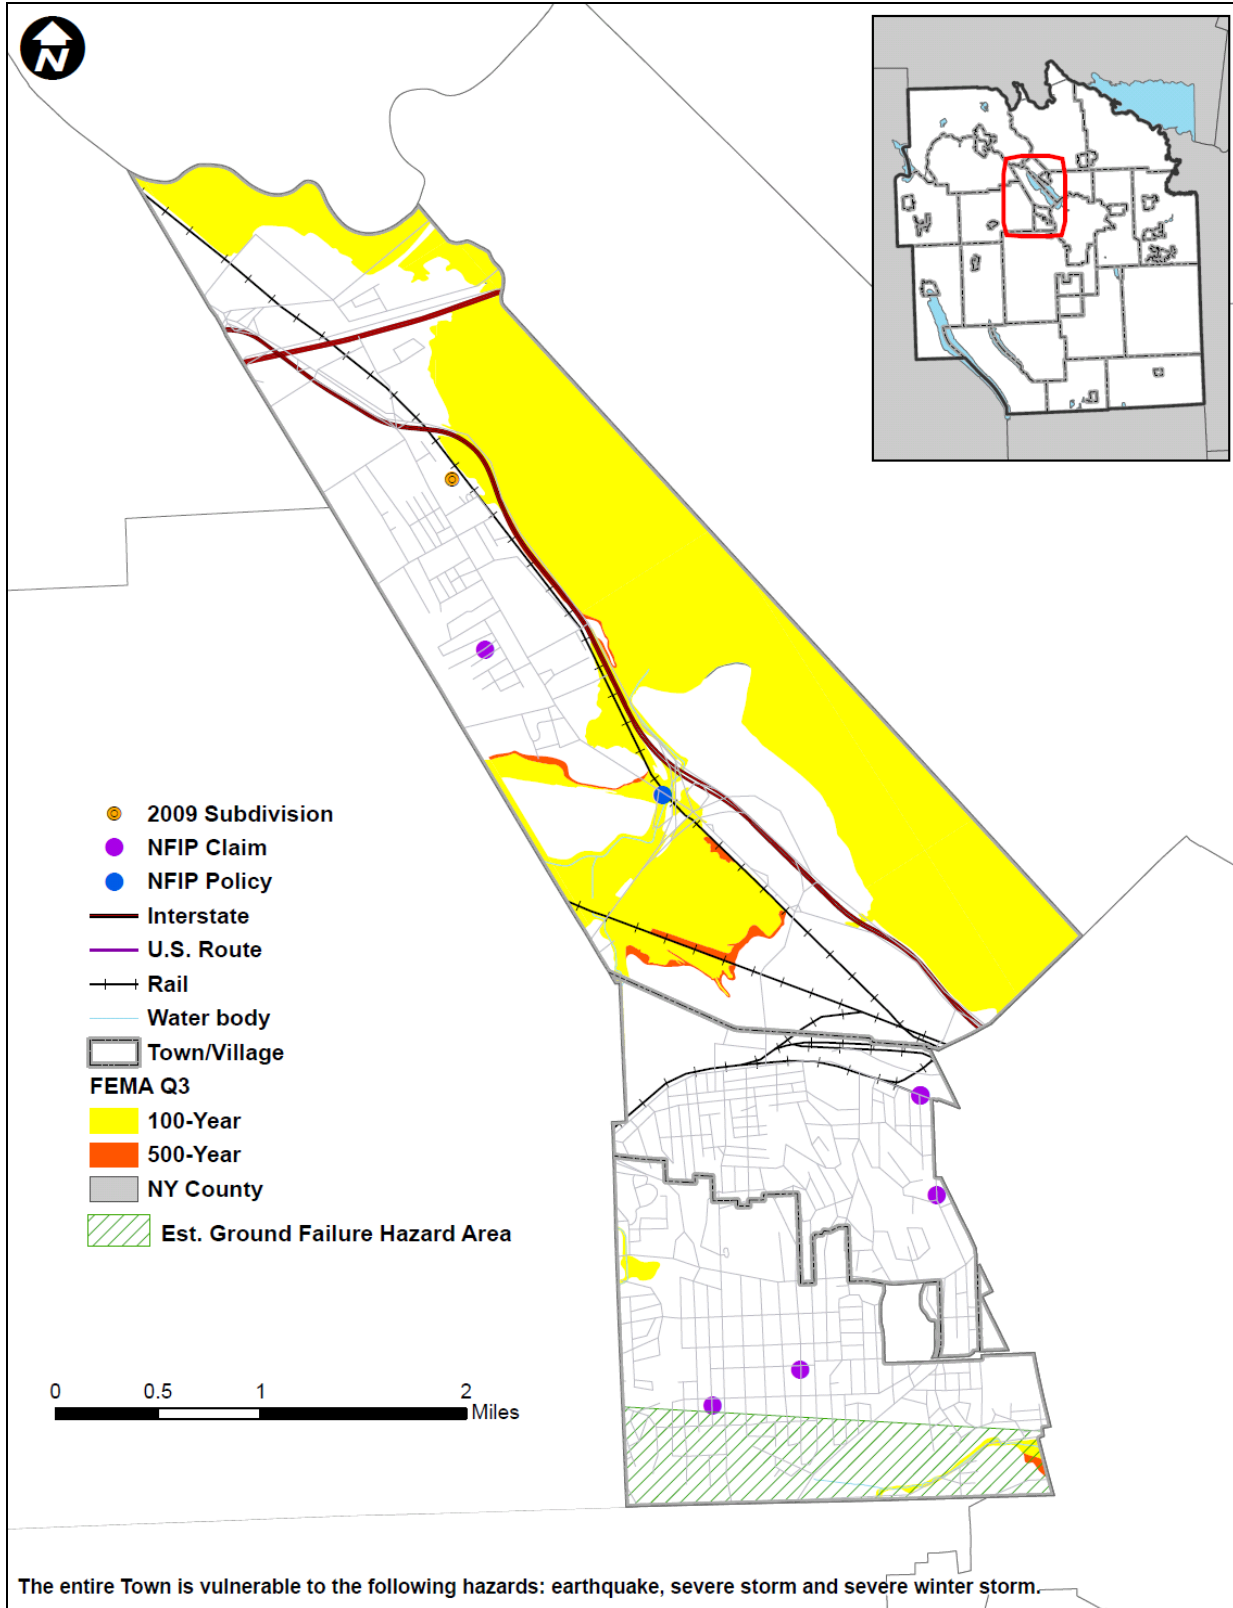 N
2009 Subdivision
NFIP Claim
NFIP Policy
Interstate
U.S. Route
Rail
Water body
Town/Village
FEMA Q3
100-Year
500-Year
NY County
Est. Ground Failure Hazard Area
0 0.5 1 2
Miles
The entire Town is vulnerable to the following hazards: earthquake, severe storm and severe winter storm.